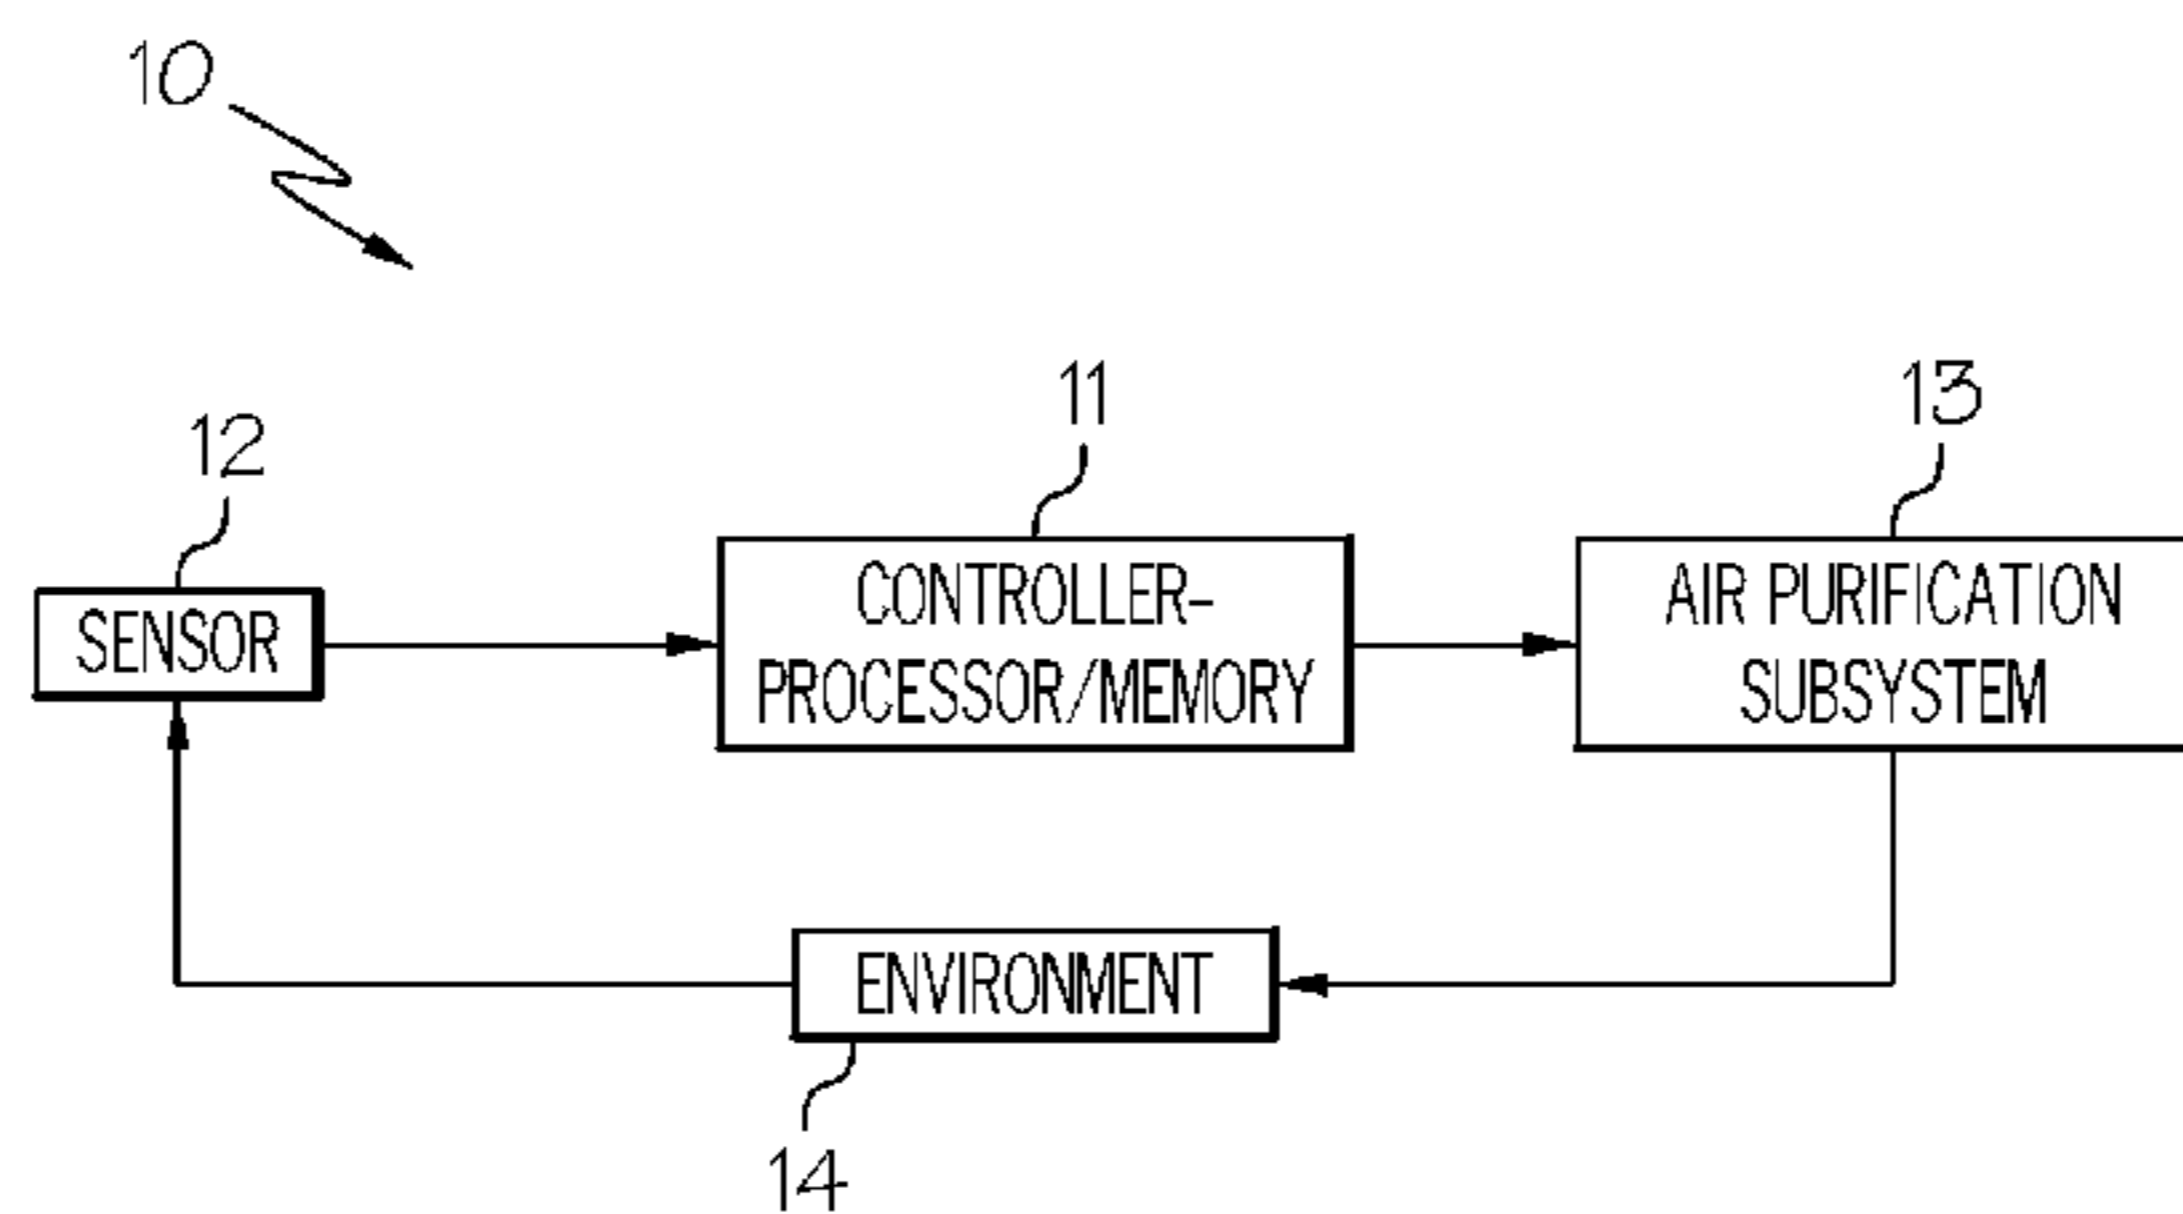 10
11
13
12
CONTROLLER-
PROCESSOR/MEMORY
AIR PURIFICATION
SUBSYSTEM
SENSOR
ENVIRONMENT
14